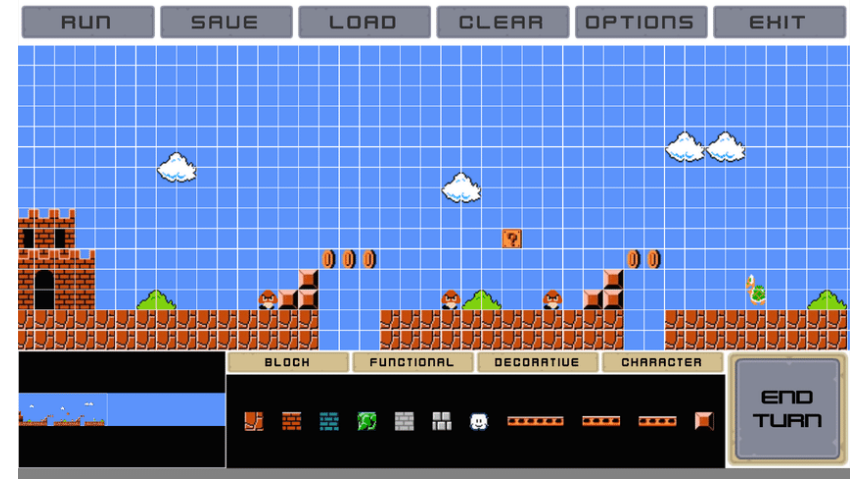 RUN
SAVE
LOAD
CLEAR
OPTIONS
EXIT
?
BLOCK
FUNCTIONAL
DECORATIVE
CHARACTER
END
TURN